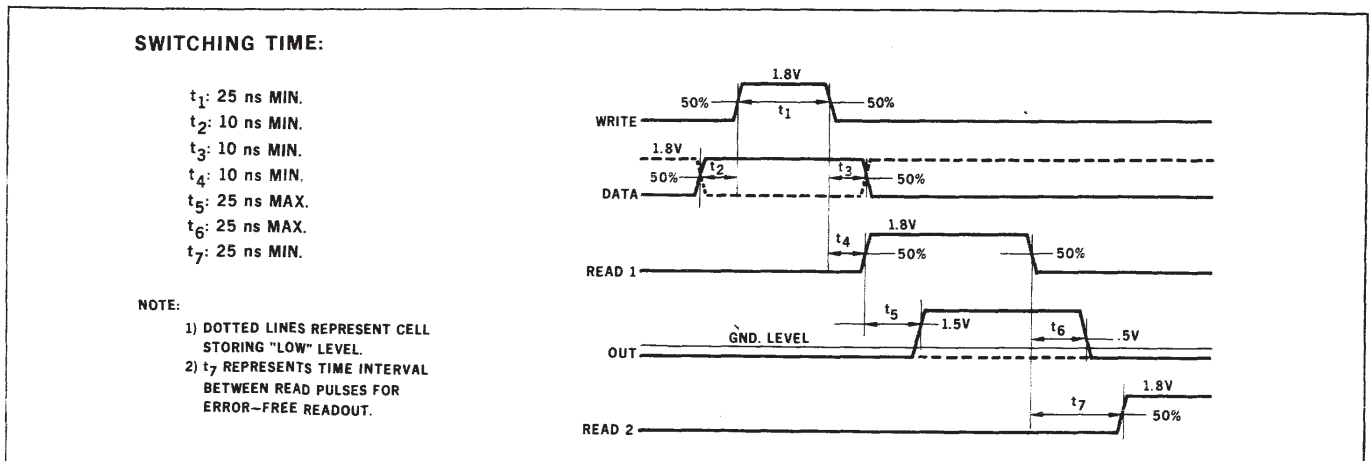 SWITCHING TIME:
t1: 25 ns MIN.
t2: 10 ns MIN.
t3: 10 ns MIN.
t4: 10 ns MIN.
t5: 25 ns MAX.
t6: 25 ns MAX.
t7: 25 ns MIN.
NOTE:
1) DOTTED LINES REPRESENT CELL
STORING "LOW" LEVEL.
2) t7 REPRESENTS TIME INTERVAL
BETWEEN READ PULSES FOR
ERROR-FREE READOUT.
1.8V
50% t1 50%
WRITE
1.8V
50% t2 t3 50%
DATA
1.8V
t4 50% 50%
READ 1
t5 1.5V t6 .5V
GND. LEVEL
OUT
1.8V
t7 50%
READ 2